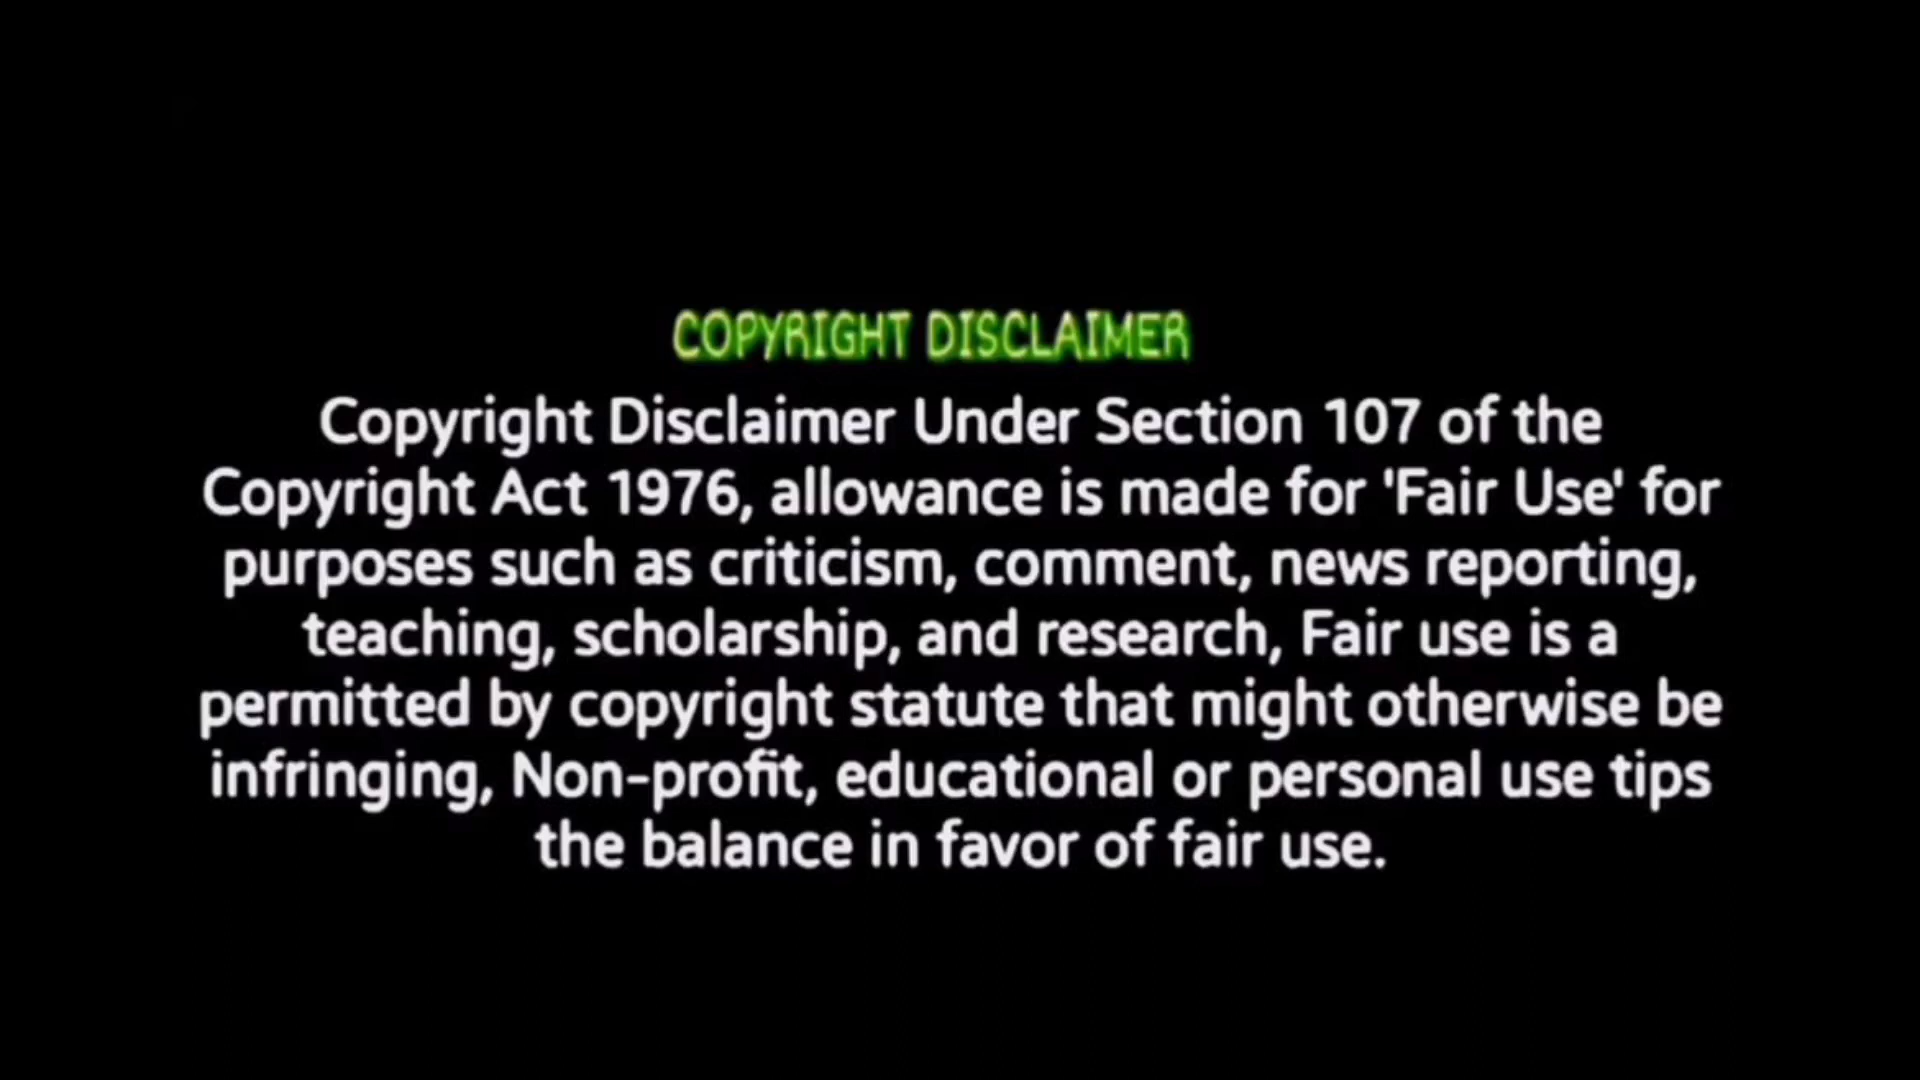 COPYRIGHT DISCLAIMER
Copyright Disclaimer Under Section 107 of the
Copyright Act 1976, allowance is made for 'Fair Use' for
purposes such as criticism, comment, news reporting,
teaching, scholarship, and research, Fair use is a
permitted by copyright statute that might otherwise be
infringing, Non-profit, educational or personal use tips
the balance in favor of fair use.